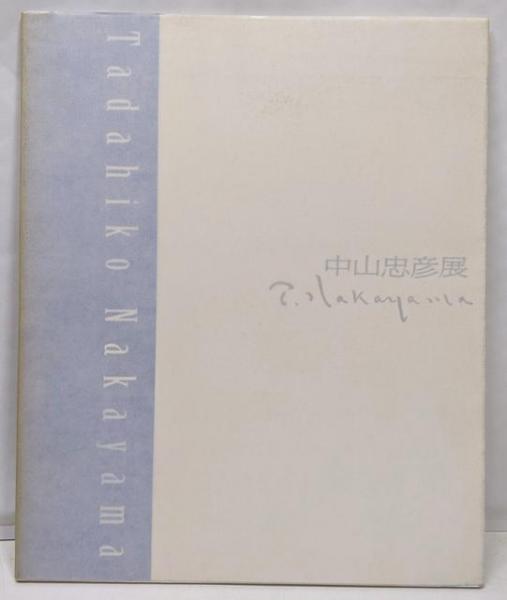 Tadahiko Nakayama
中山忠彦展
T. Nakayama